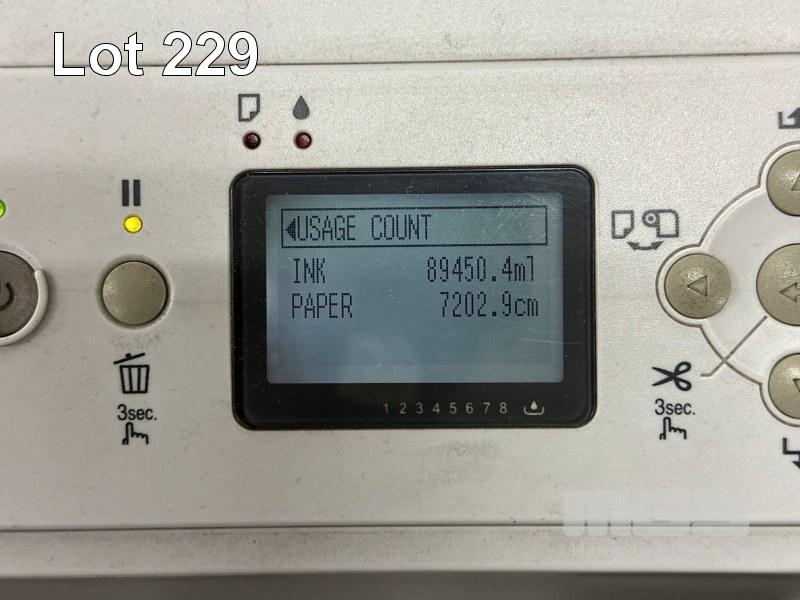 Lot 229
USAGE COUNT
INK 89450.4ml
PAPER 7202.9cm
1 2 3 4 5 6 7 8
3sec.
3sec.